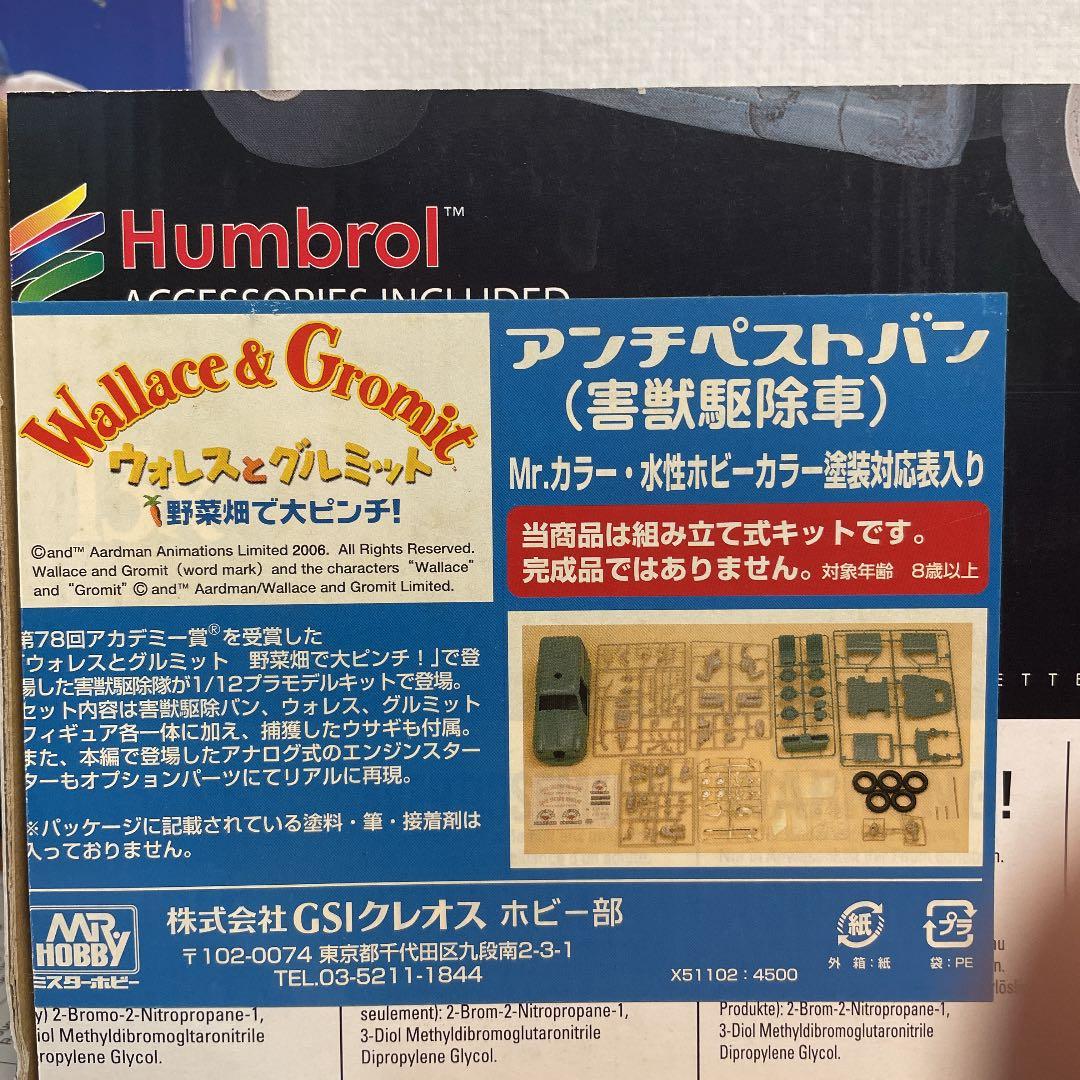 Humbrol™
ACCESSORIES INCLUDED
Wallace & Gromit
ウォレスとグルミット
野菜畑で大ピンチ!
©and™ Aardman Animations Limited 2006. All Rights Reserved.
Wallace and Gromit (word mark) and the characters “Wallace”
and “Gromit” © and™ Aardman/Wallace and Gromit Limited.
アンチペストバン
（害獣駆除車）
Mr.カラー・水性ホビーカラー塗装対応表入り
当商品は組み立て式キットです。
完成品ではありません。対象年齢 8歳以上
第78回アカデミー賞®を受賞した
「ウォレスとグルミット 野菜畑で大ピンチ！」で登
場した害獣駆除隊が1/12プラモデルキットで登場。
セット内容は害獣駆除バン、ウォレス、グルミット
フィギュア各一体に加え、捕獲したウサギも付属。
また、本編で登場したアナログ式のエンジンスター
ターもオプションパーツにてリアルに再現。
※パッケージに記載されている塗料・筆・接着剤は
入っておりません。
MR.HOBBY
ミスターホビー
株式会社 GSIクレオス ホビー部
〒102-0074 東京都千代田区九段南2-3-1
TEL.03-5211-1844
X51102：4500
紙
外箱：紙
プラ
袋：PE
ETTE
!
n.
y) 2-Bromo-2-Nitropropane-1,
-Diol Methyldibromogltaronitrile
propylene Glycol.
seulement): 2-Brom-2-Nitropropane-1,
3-Diol Methyldibromoglutaronitrile
Dipropylene Glycol.
Produkte): 2-Brom-2-Nitropropane-1,
3-Diol Methyldibromoglutaronitrile
Dipropylene Glycol.